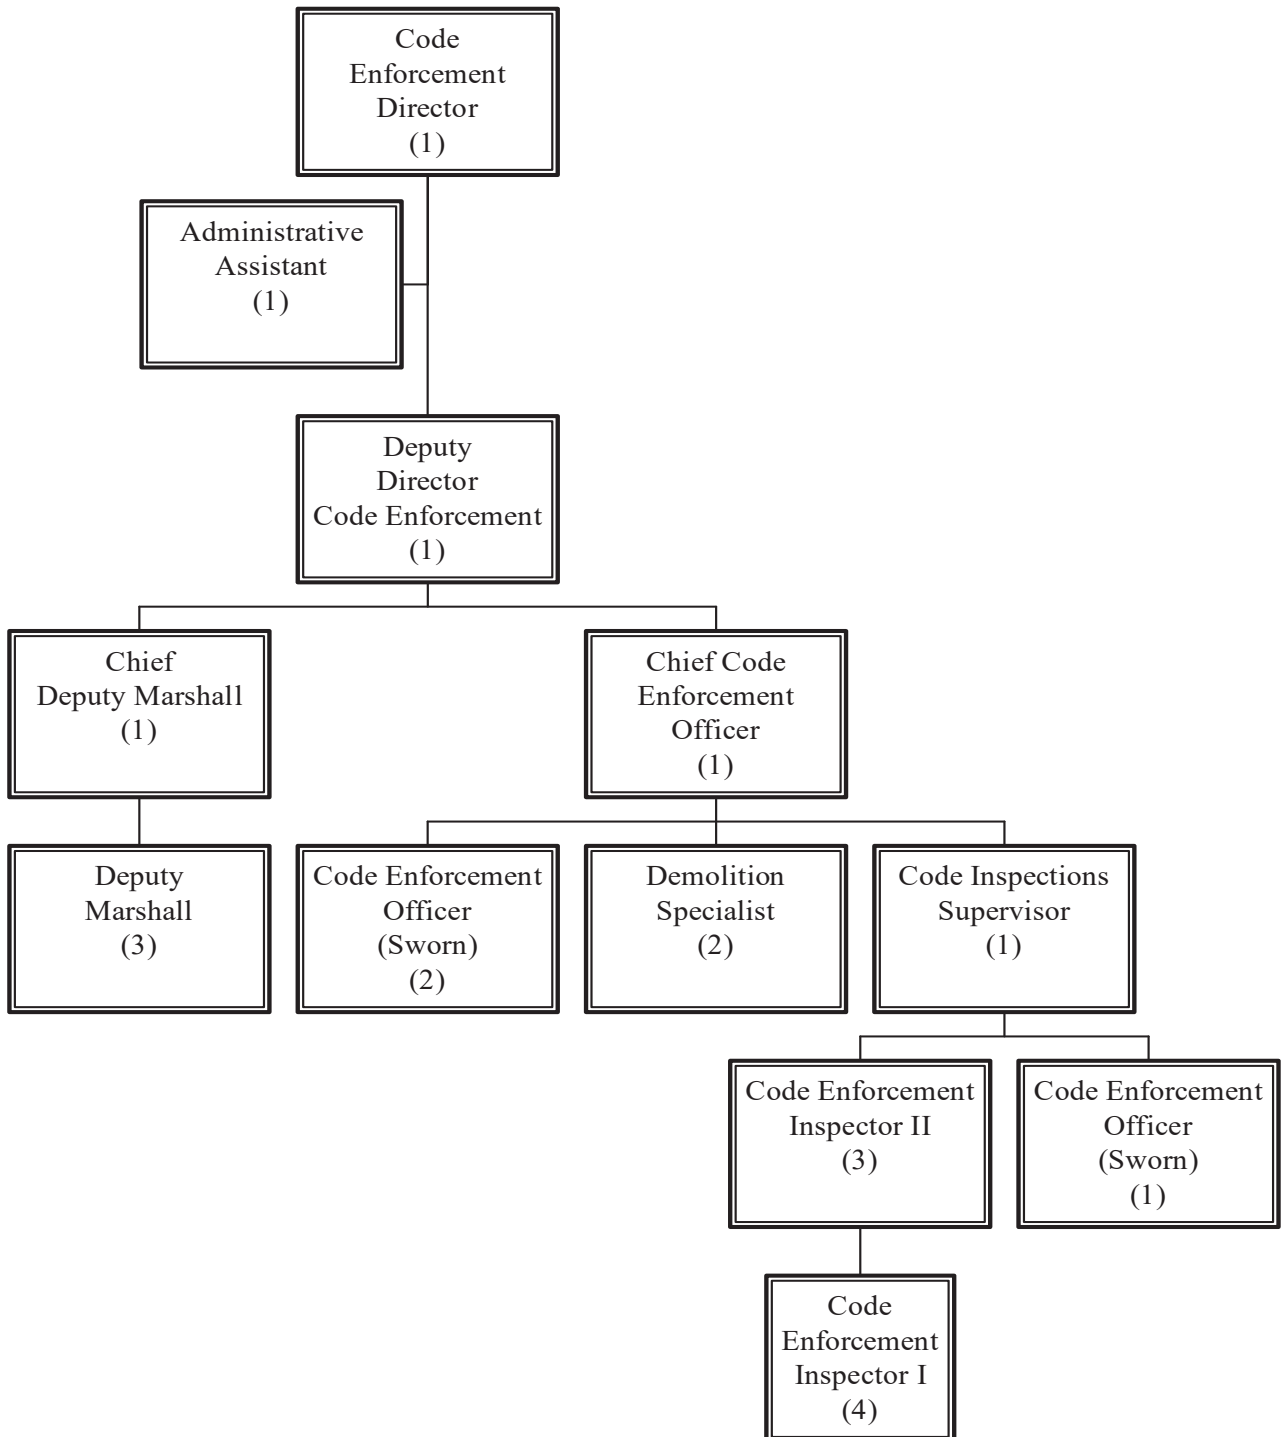 Code
Enforcement
Director
(1)
Administrative
Assistant
(1)
Deputy
Director
Code Enforcement
(1)
Chief
Deputy Marshall
(1)
Chief Code
Enforcement
Officer
(1)
Deputy
Marshall
(3)
Code Enforcement
Officer
(Sworn)
(2)
Demolition
Specialist
(2)
Code Inspections
Supervisor
(1)
Code Enforcement
Inspector II
(3)
Code Enforcement
Officer
(Sworn)
(1)
Code
Enforcement
Inspector I
(4)